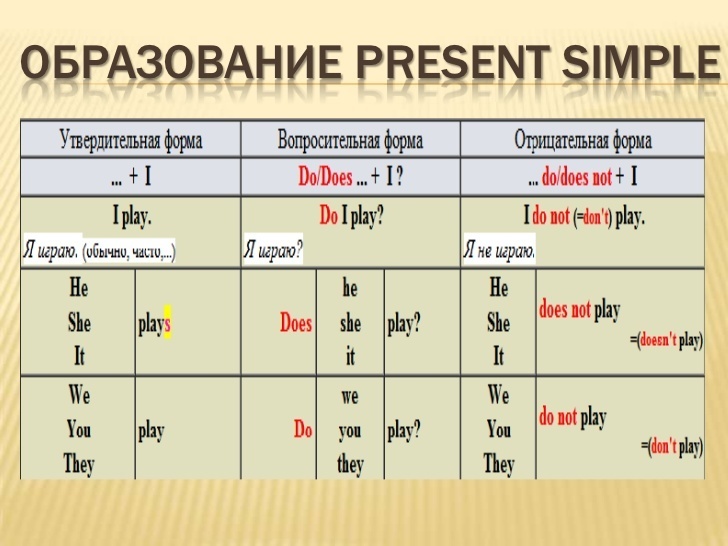 ОБРАЗОВАНИЕ PRESENT SIMPLE
Утвердительная форма Вопросительная форма Отрицательная форма
... + I Do/Does ... + I ? ... do/does not + I
I play. Do I play? I do not (=don't) play.
Я играю. (обычно, часто,...) Я играю? Я не играю.
He he He
She plays Does she play? She does not play
It it It =(doesn't play)
We we We
You play Do you play? You do not play
They they They =(don't play)